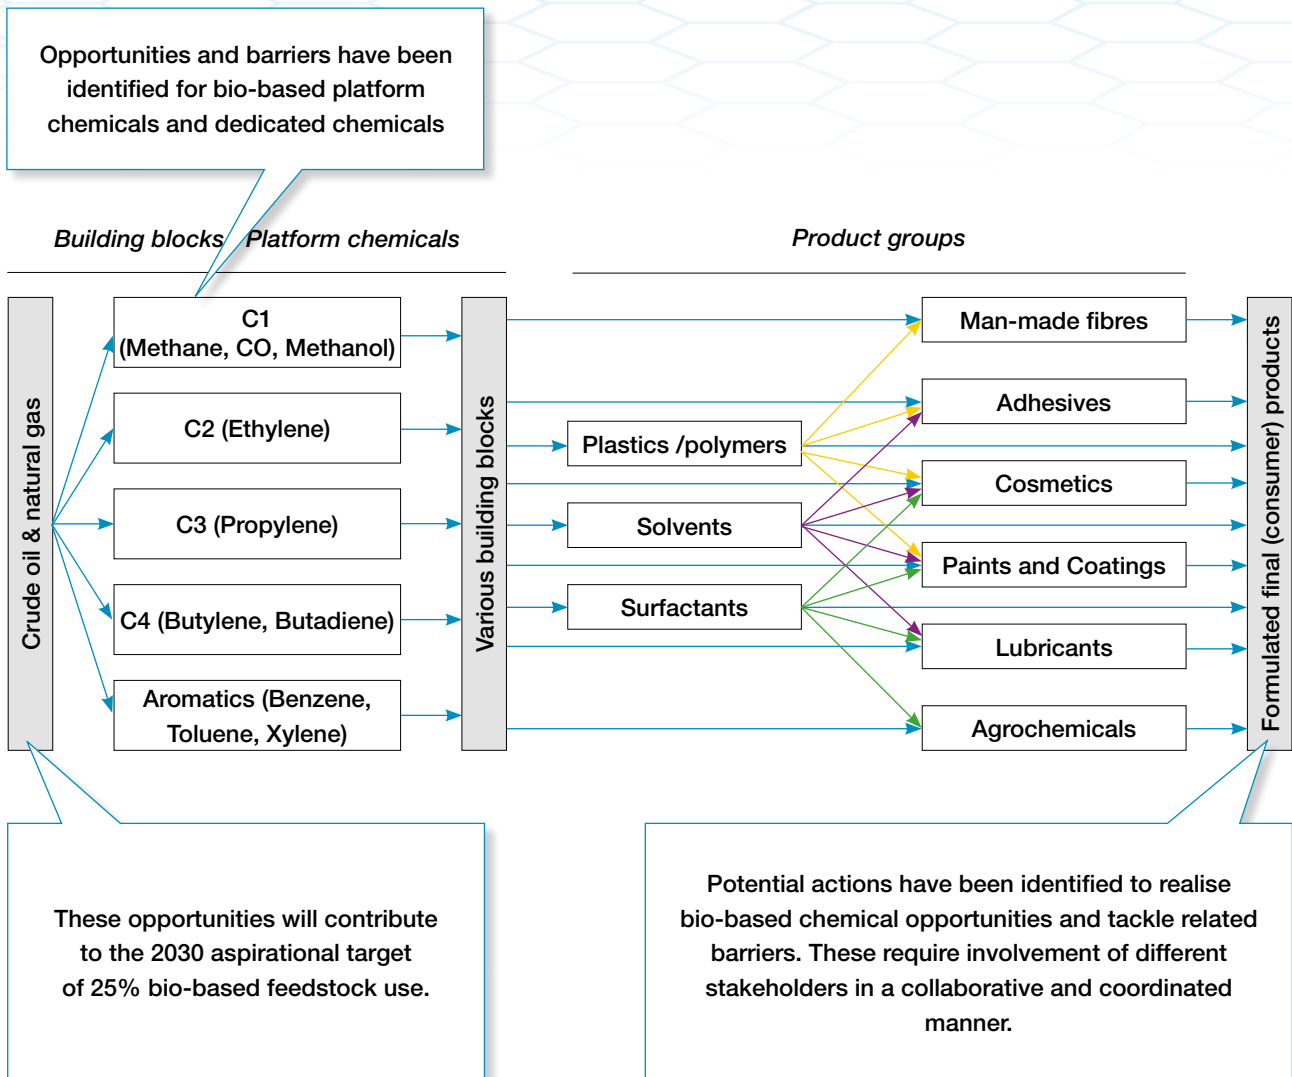 Opportunities and barriers have been
identified for bio-based platform
chemicals and dedicated chemicals
Building blocks
Platform chemicals
Product groups
Crude oil & natural gas
C1
(Methane, CO, Methanol)
C2 (Ethylene)
C3 (Propylene)
C4 (Butylene, Butadiene)
Aromatics (Benzene,
Toluene, Xylene)
Various building blocks
Plastics /polymers
Solvents
Surfactants
Man-made fibres
Adhesives
Cosmetics
Paints and Coatings
Lubricants
Agrochemicals
Formulated final (consumer) products
These opportunities will contribute
to the 2030 aspirational target
of 25% bio-based feedstock use.
Potential actions have been identified to realise
bio-based chemical opportunities and tackle related
barriers. These require involvement of different
stakeholders in a collaborative and coordinated
manner.